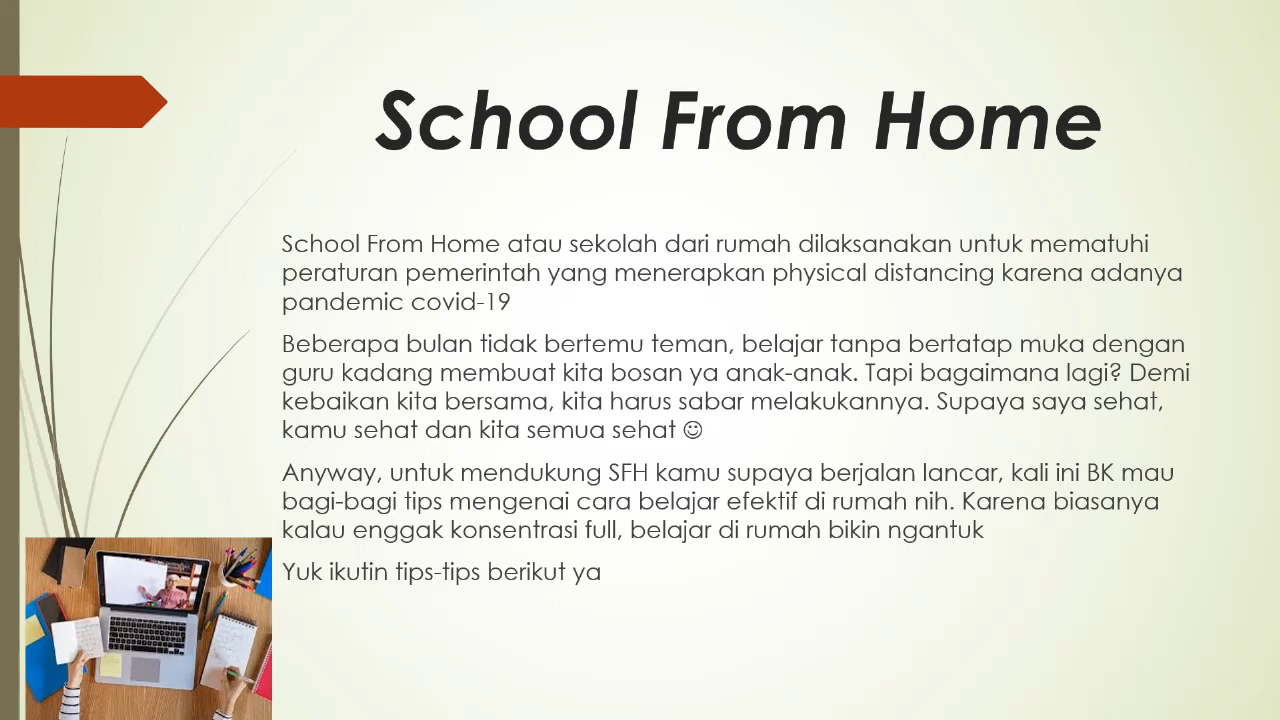 School From Home
School From Home atau sekolah dari rumah dilaksanakan untuk mematuhi
peraturan pemerintah yang menerapkan physical distancing karena adanya
pandemic covid-19
Beberapa bulan tidak bertemu teman, belajar tanpa bertatap muka dengan
guru kadang membuat kita bosan ya anak-anak. Tapi bagaimana lagi? Demi
kebaikan kita bersama, kita harus sabar melakukannya. Supaya saya sehat,
kamu sehat dan kita semua sehat ☺
Anyway, untuk mendukung SFH kamu supaya berjalan lancar, kali ini BK mau
bagi-bagi tips mengenai cara belajar efektif di rumah nih. Karena biasanya
kalau enggak konsentrasi full, belajar di rumah bikin ngantuk
Yuk ikutin tips-tips berikut ya